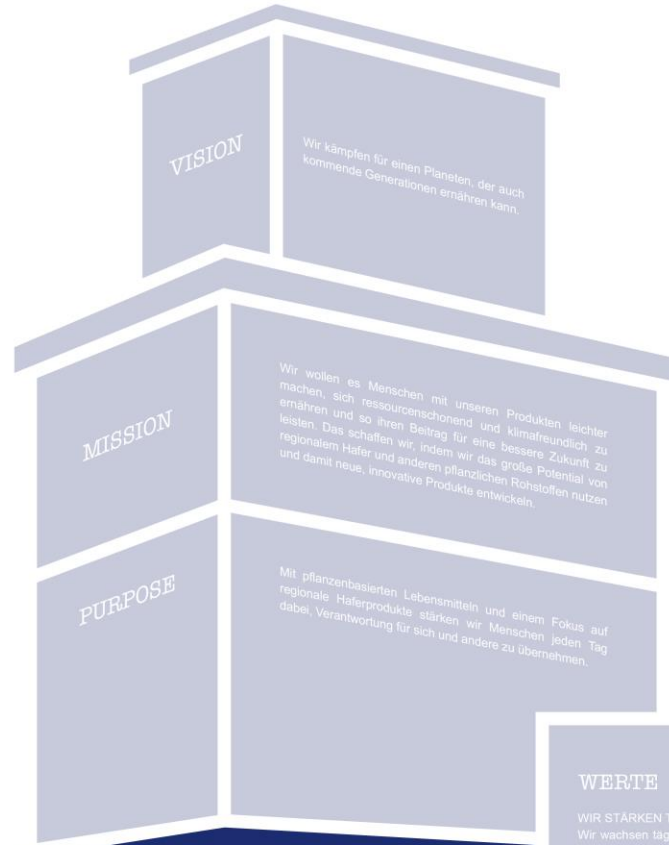 VISION
Wir kämpfen für einen Planeten, der auch
kommende Generationen ernähren kann.
MISSION
Wir wollen es Menschen mit unseren Produkten leichter
machen, sich ressourcenschonend und klimafreundlich zu
ernähren und so ihren Beitrag für eine bessere Zukunft zu
leisten. Das schaffen wir, indem wir das große Potential von
regionalem Hafer und anderen pflanzlichen Rohstoffen nutzen
und damit neue, innovative Produkte entwickeln.
PURPOSE
Mit pflanzenbasierten Lebensmitteln und einem Fokus auf
regionale Haferprodukte stärken wir Menschen jeden Tag
dabei, Verantwortung für sich und andere zu übernehmen.
WERTE
WIR STÄRKEN
Wir wachsen